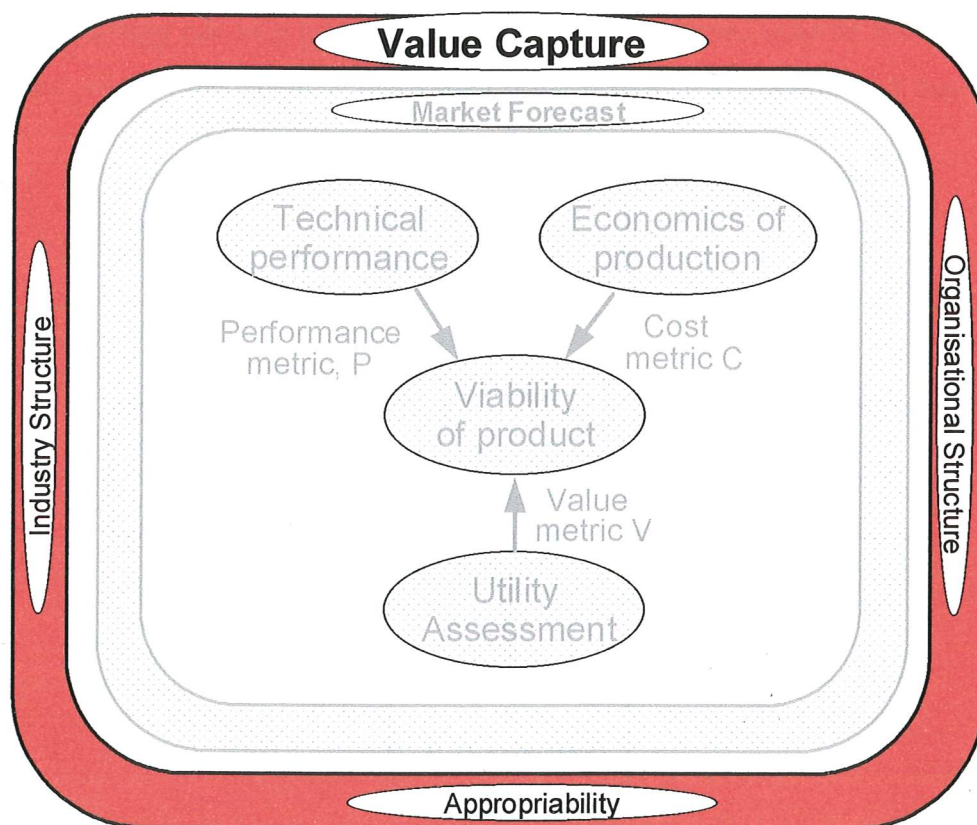 Value Capture
Market Forecast
Technical
performance
Economics of
production
Performance
metric, P
Cost
metric C
Viability
of product
Value
metric V
Utility
Assessment
Industry Structure
Organisational Structure
Appropriability